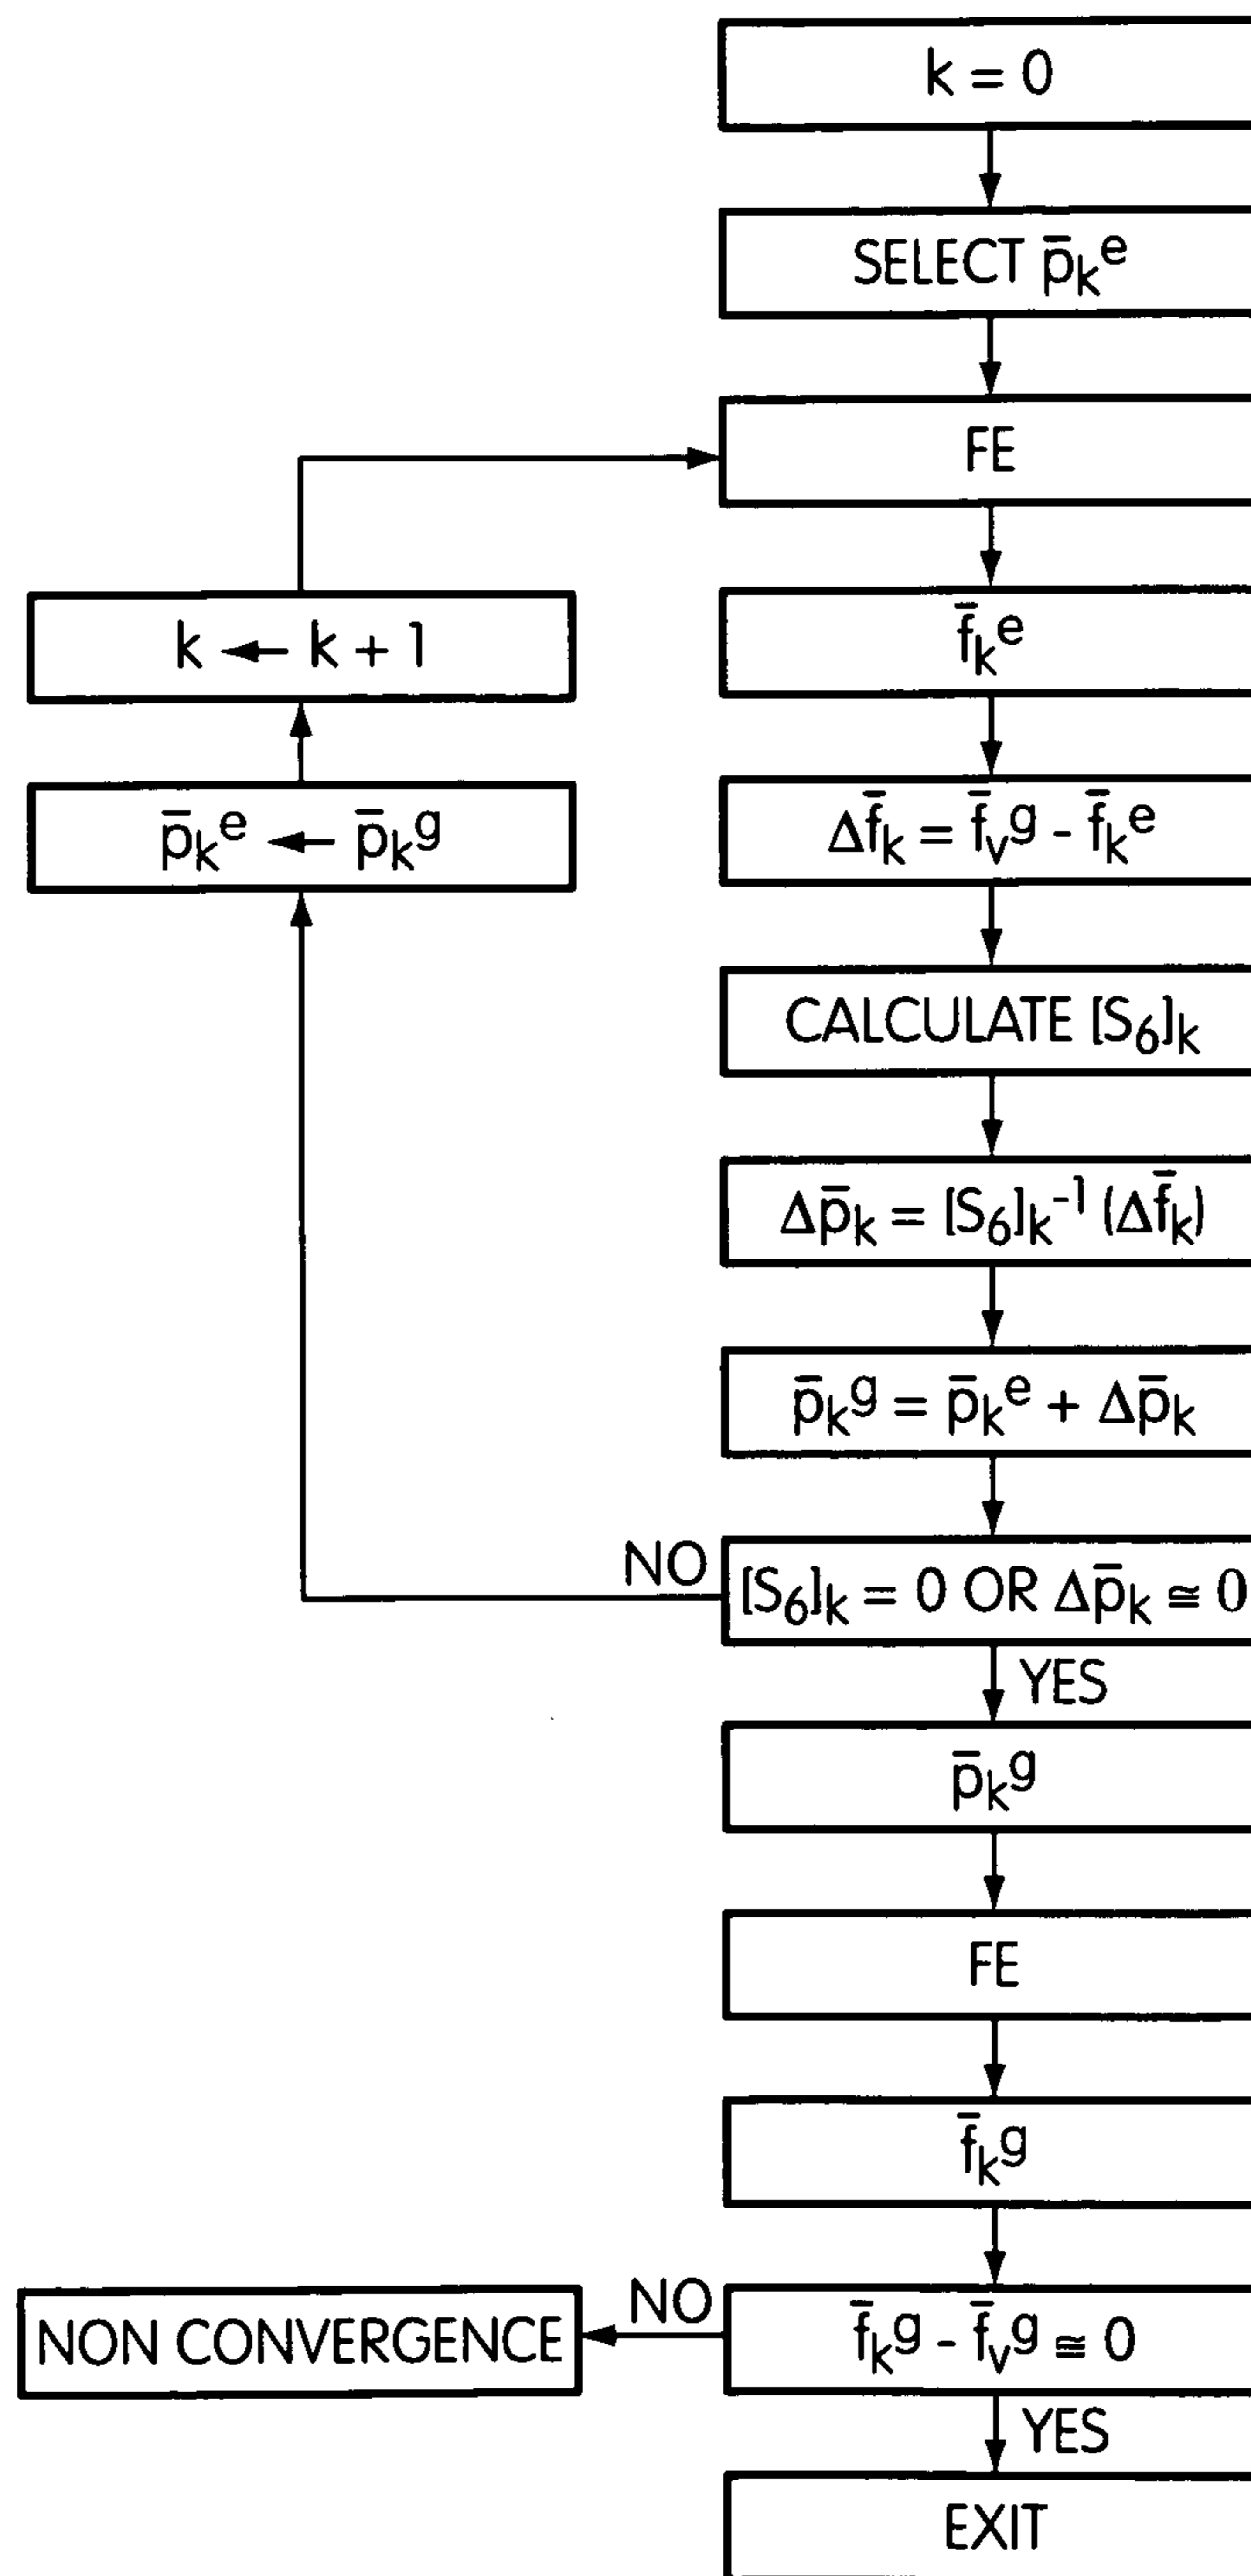 k = 0
SELECT p̄ₖᵉ
FE
f̄ₖᵉ
k ← k + 1
Δf̄ₖ = f̄ᵥᵍ - f̄ₖᵉ
p̄ₖᵉ ← p̄ₖᵍ
CALCULATE [S₆]ₖ
Δp̄ₖ = [S₆]ₖ⁻¹ (Δf̄ₖ)
p̄ₖᵍ = p̄ₖᵉ + Δp̄ₖ
NO
[S₆]ₖ = 0 OR Δp̄ₖ ≅ 0
YES
p̄ₖᵍ
FE
f̄ₖᵍ
NO
f̄ₖᵍ - f̄ᵥᵍ ≅ 0
NON CONVERGENCE
YES
EXIT